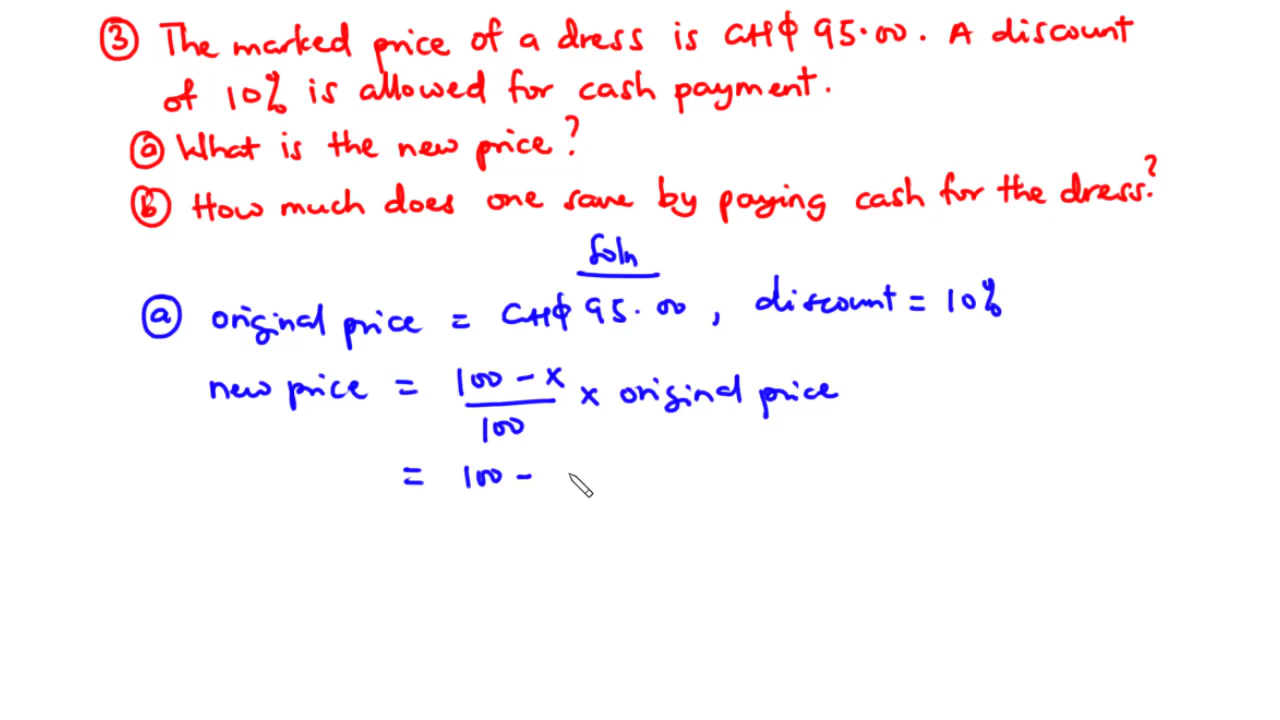 ③ The marked price of a dress is GH₵ 95.00. A discount
of 10% is allowed for cash payment.
ⓐ What is the new price?
ⓑ How much does one save by paying cash for the dress?
Soln
ⓐ original price = GH₵ 95.00, discount = 10%
new price = \frac{100 - x}{100} × original price
= 100 -